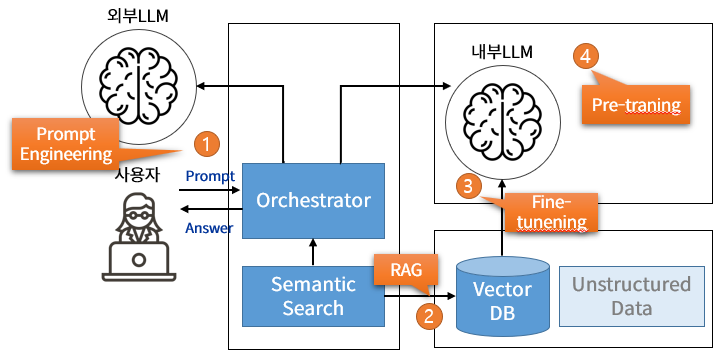 외부LLM
내부LLM
4
Pre-traning
Prompt
Engineering
1
사용자
Prompt
Answer
Orchestrator
3
Fine-
tunening
RAG
Semantic
Search
2
Vector
DB
Unstructured
Data